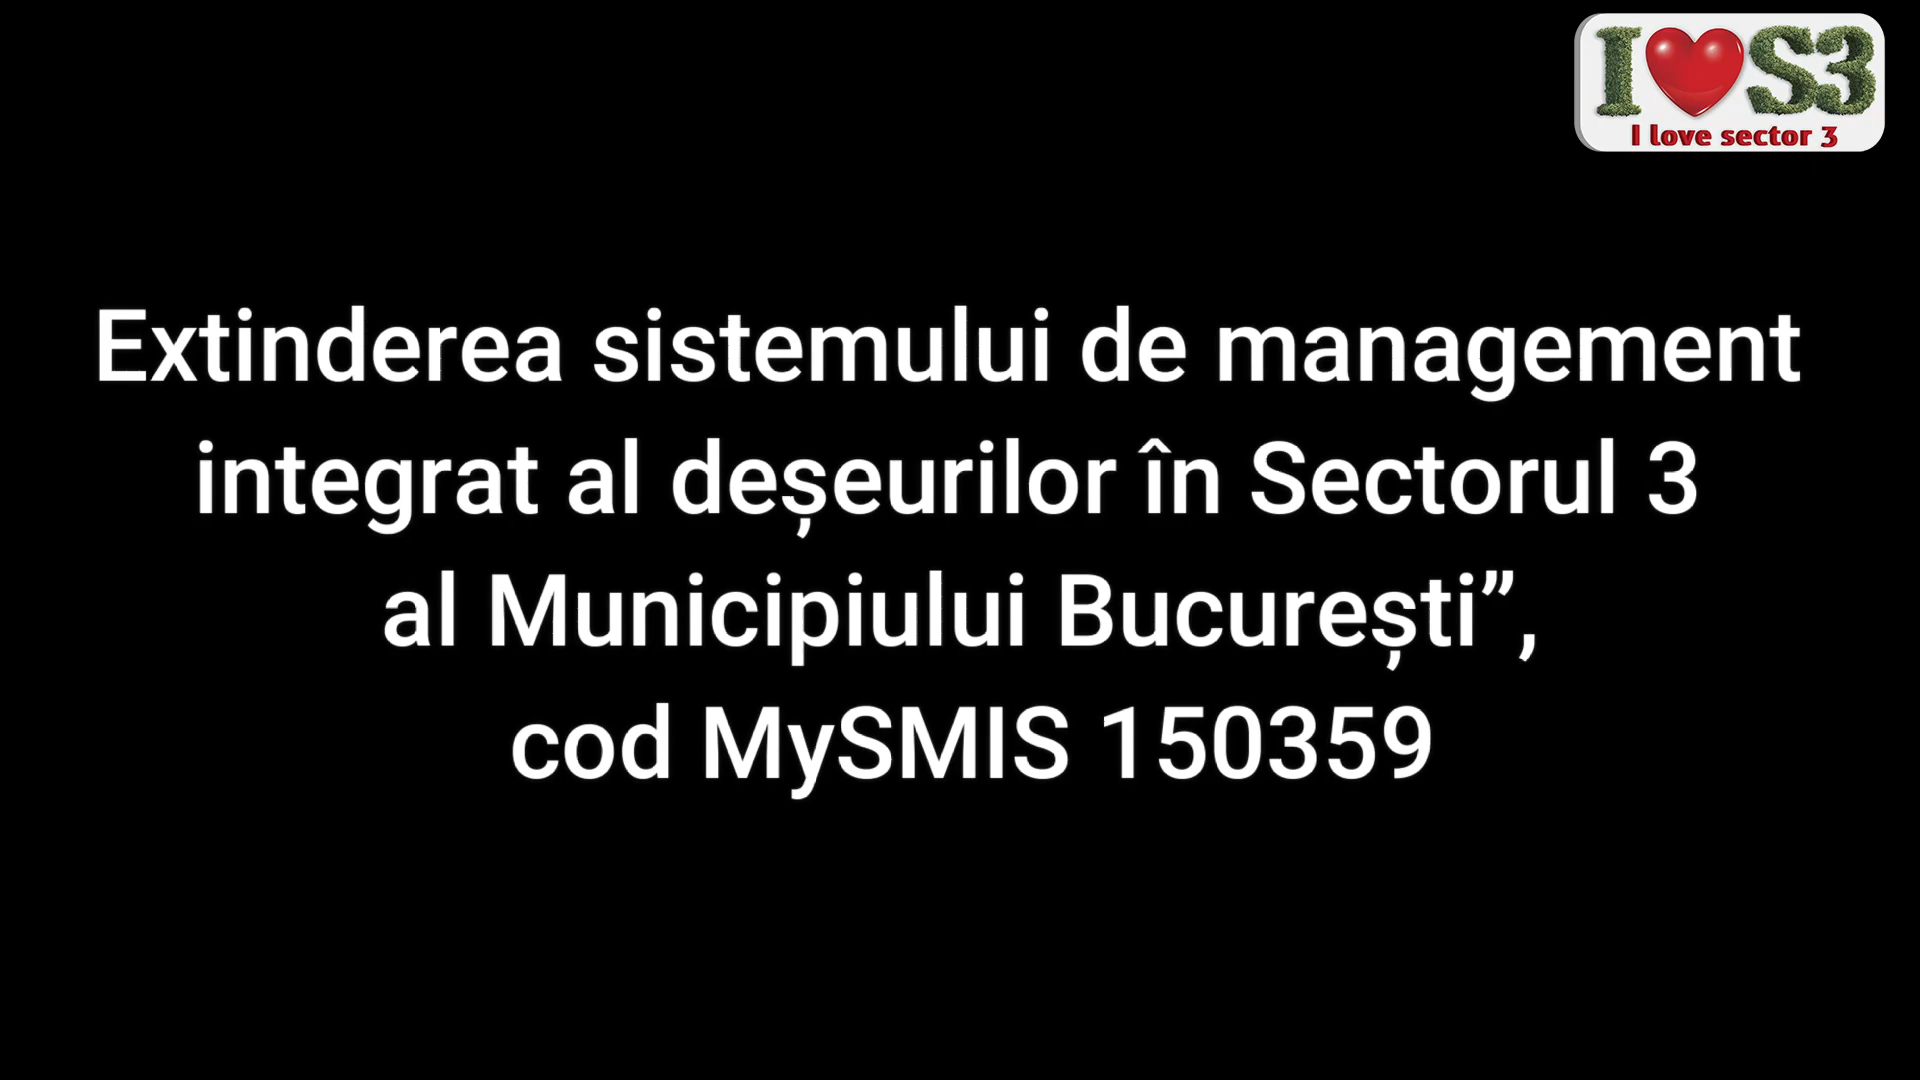 I S3
I love sector 3
Extinderea sistemului de management
integrat al deșeurilor în Sectorul 3
al Municipiului București”,
cod MySMIS 150359